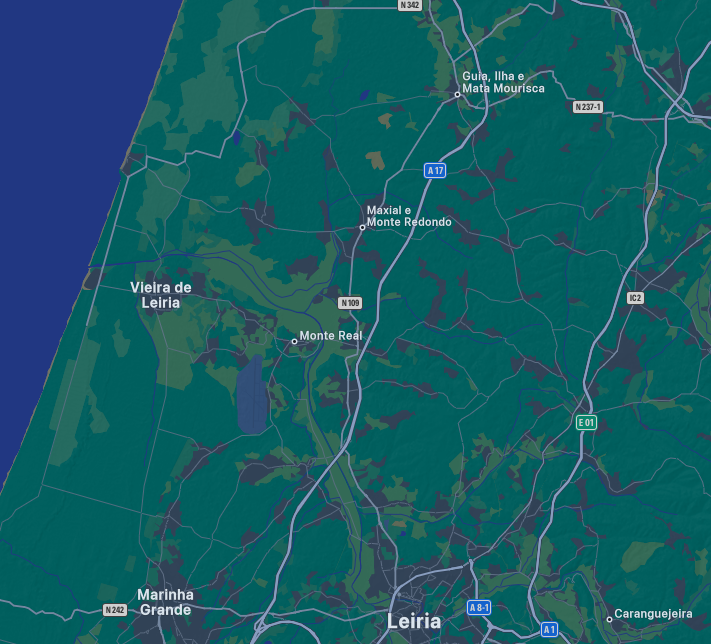 N 342
Guia, Ilha e
Mata Mourisca
N 237-1
A 17
Maxial e
Monte Redondo
Vieira de
Leiria
IC2
N 109
Monte Real
E 01
Marinha
Grande
N 242
A 8-1
Leiria
Caranguejeira
A 1